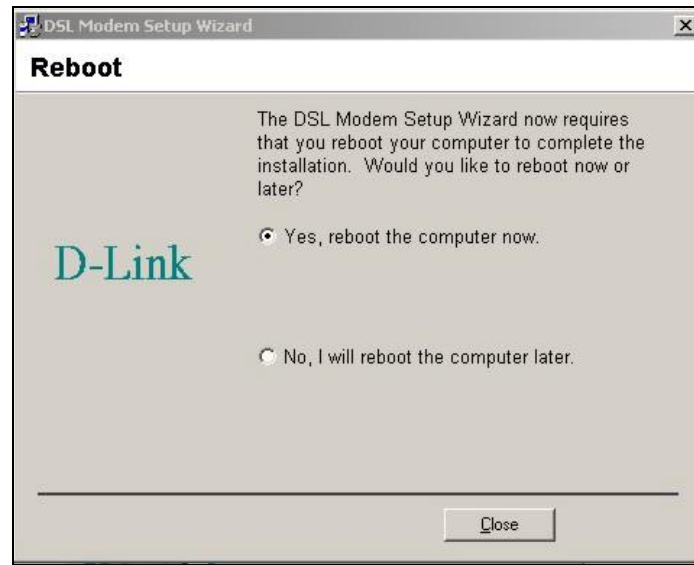 DSL Modem Setup Wizard
Reboot
The DSL Modem Setup Wizard now requires
that you reboot your computer to complete the
installation. Would you like to reboot now or
later?
Yes, reboot the computer now.
D-Link
No, I will reboot the computer later.
Close